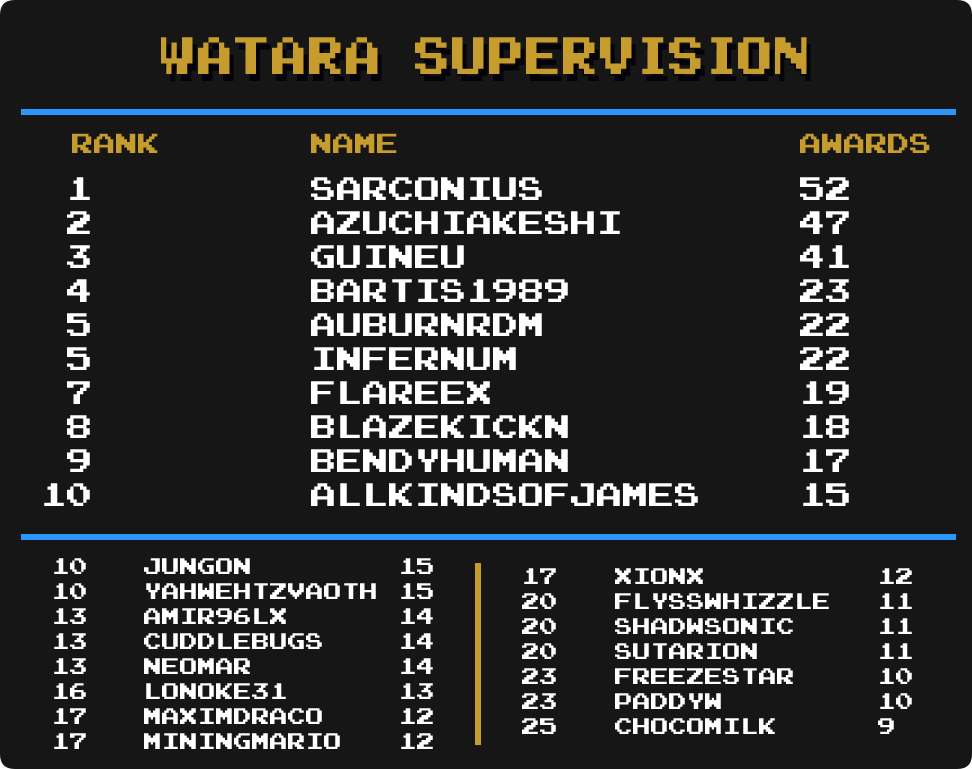 WATARA SUPERVISION
RANK NAME AWARDS
1 SARCONIUS 52
2 AZUCHIAKESHI 47
3 GUINEU 41
4 BARTIS1989 23
5 AUBURNRDM 22
5 INFERNUM 22
7 FLAREEX 19
8 BLAZEKICKN 18
9 BENDYHUMAN 17
10 ALLKINDSOFJAMES 15
10 JUNGON 15
10 YAHWEHTZVAOTH 15
13 AMIR96LX 14
13 CUDDLEBUGS 14
13 NEOMAR 14
16 LONOKE31 13
17 MAXIMDRACO 12
17 MININGMARIO 12
17 XIONX 12
20 FLYSSWHIZZLE 11
20 SHADWSONIC 11
20 SUTARION 11
23 FREEZESTAR 10
23 PADDYW 10
25 CHOCOMILK 9